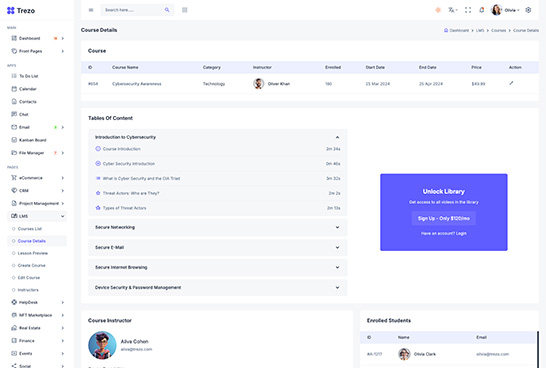 Trezo
Search here.....
Olivia
MAIN
Dashboard
Front Pages
APPS
To Do List
Calendar
Contacts
Chat
Email
Kanban Board
File Manager
PAGES
eCommerce
CRM
Project Management
LMS
Courses List
Course Details
Lesson Preview
Create Course
Edit Course
Instructors
HelpDesk
NFT Marketplace
Real Estate
Finance
Events
Social
Course Details
Dashboard > LMS > Courses > Course Details
Course
ID Course Name Category Instructor Enrolled Start Date End Date Price Action
#854 Cybersecurity Awareness Technology Oliver Khan 180 15 Mar 2024 25 Apr 2024 $49.99
Tables Of Content
Introduction to Cybersecurity
Course Introduction 2m 34s
Cyber Security Introduction 0m 46s
What is Cyber Security and the CIA Triad 3m 32s
Threat Actors: Who are They? 2m 2s
Types of Threat Actors 2m 13s
Secure Networking
Secure E-Mail
Secure Internet Browsing
Device Security & Password Management
Unlock Library
Get access to all videos in the library
Sign Up - Only $120/mo
Have an account? Login
Course Instructor
Ailva Cohen
ailva@trezo.com
Enrolled Students
ID Name Email
#A-1217 Olivia Clark olivia@trezo.com